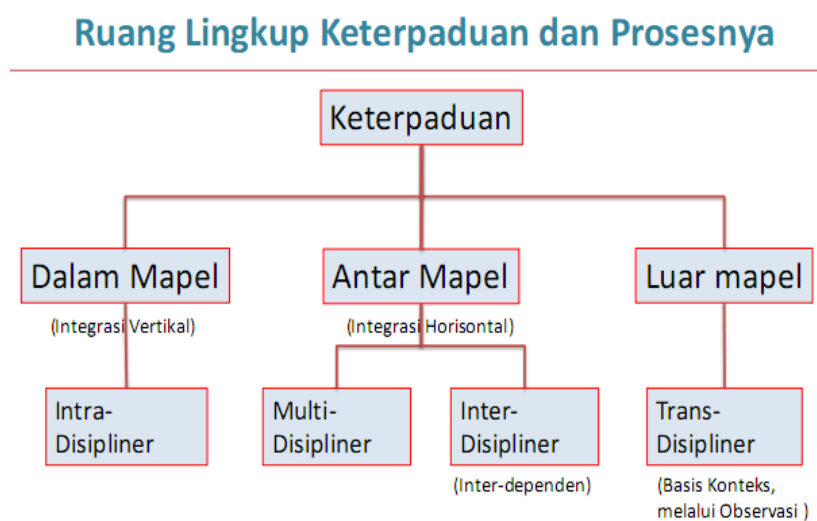 Ruang Lingkup Keterpaduan dan Prosesnya
Keterpaduan
Dalam Mapel
Antar Mapel
Luar mapel
(Integrasi Vertikal)
(Integrasi Horisontal)
Intra-
Disipliner
Multi-
Disipliner
Inter-
Disipliner
Trans-
Disipliner
(Inter-dependen)
(Basis Konteks,
melalui Observasi )